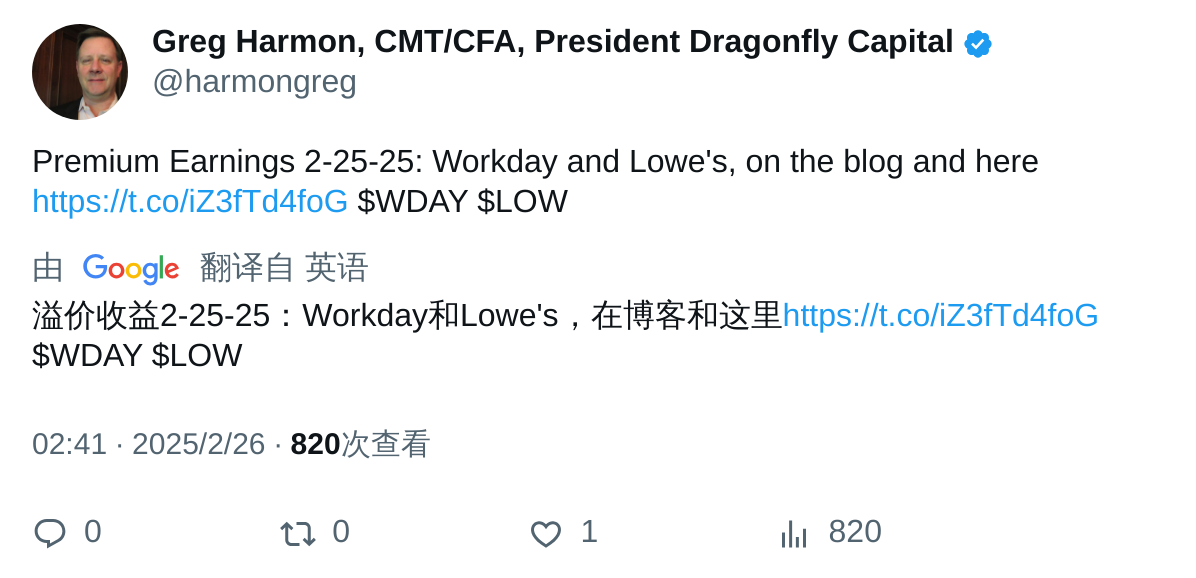 Greg Harmon, CMT/CFA, President Dragonfly Capital
@harmongreg
Premium Earnings 2-25-25: Workday and Lowe's, on the blog and here
https://t.co/iZ3fTd4foG $WDAY $LOW
由 Google 翻译自 英语
溢价收益2-25-25：Workday和Lowe's，在博客和这里https://t.co/iZ3fTd4foG
$WDAY $LOW
02:41 · 2025/2/26 · 820次查看
0 0 1 820